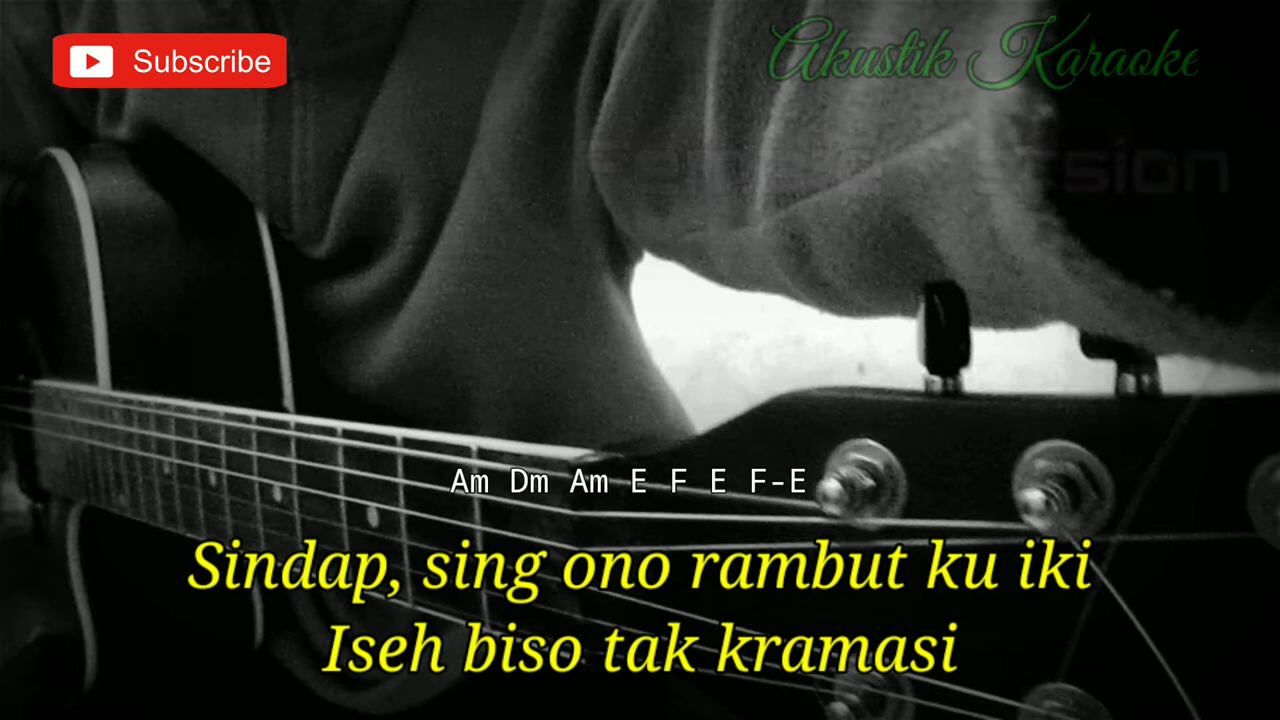 Subscribe
Akustik Karaoke
Am Dm Am E F E F-E
Sindap, sing ono rambut ku iki
Iseh biso tak kramasi